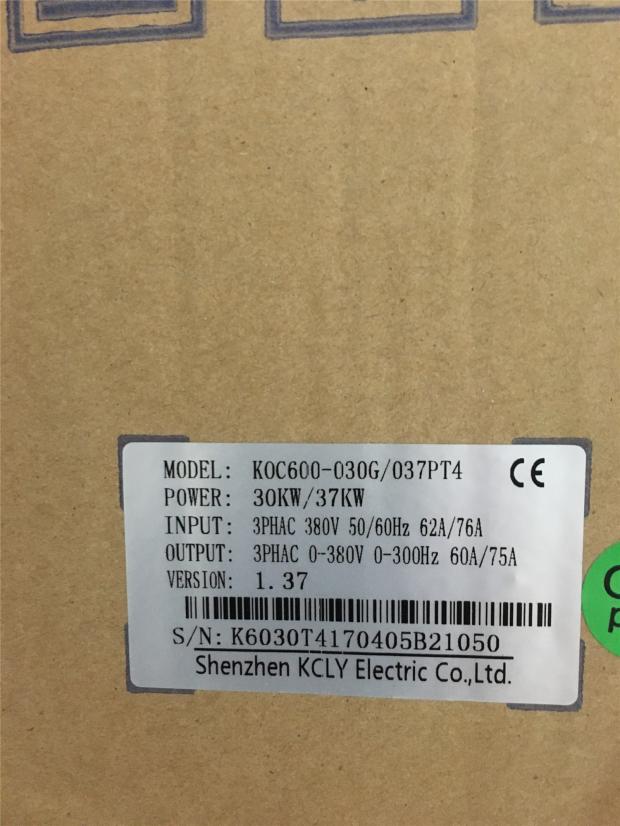 MODEL: KOC600-030G/037PT4 CE
POWER: 30KW/37KW
INPUT: 3PHAC 380V 50/60Hz 62A/76A
OUTPUT: 3PHAC 0-380V 0-300Hz 60A/75A
VERSION: 1.37
S/N: K6030T4170405B21050
Shenzhen KCLY Electric Co.,Ltd.